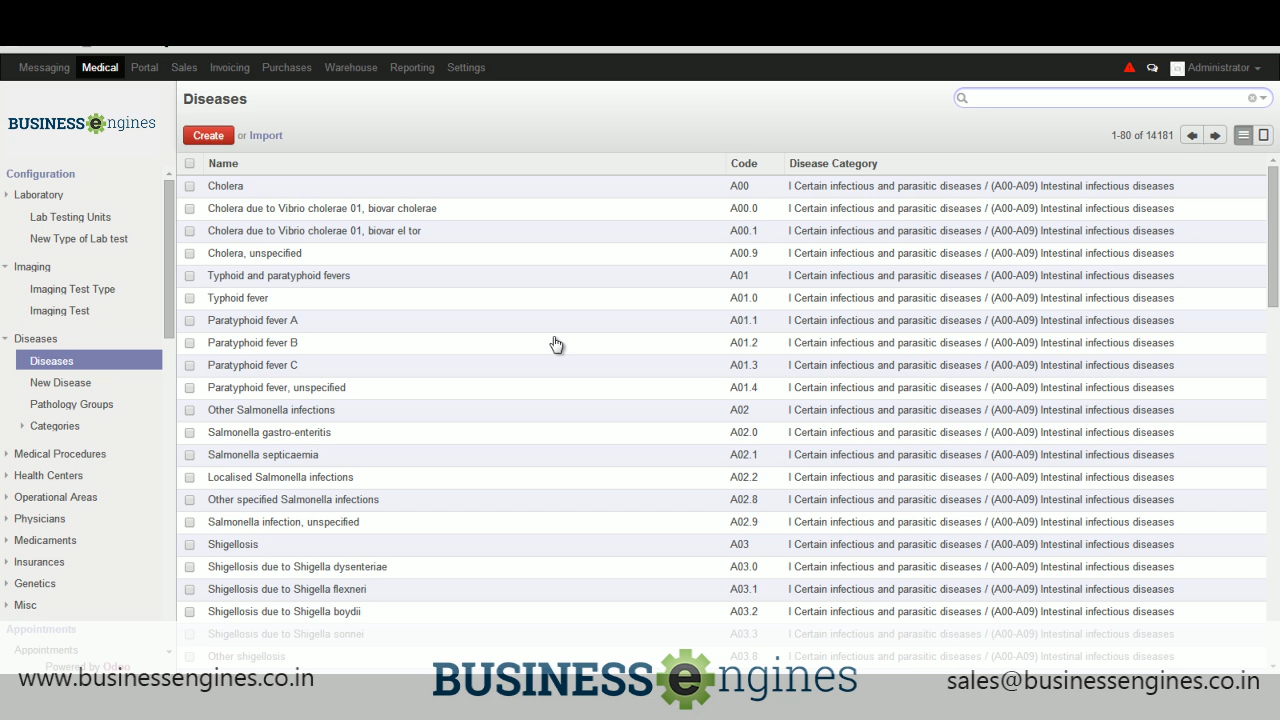 Messaging Medical Portal Sales Invoicing Purchases Warehouse Reporting Settings Administrator
BUSINESS engines
Configuration
Laboratory
Lab Testing Units
New Type of Lab test
Imaging
Imaging Test Type
Imaging Test
Diseases
Diseases
New Disease
Pathology Groups
Categories
Medical Procedures
Health Centers
Operational Areas
Physicians
Medicaments
Insurances
Genetics
Misc
Appointments
Appointments
Powered by Odoo
Diseases
Create or Import 1-80 of 14181
Name Code Disease Category
Cholera A00 I Certain infectious and parasitic diseases / (A00-A09) Intestinal infectious diseases
Cholera due to Vibrio cholerae 01, biovar cholerae A00.0 I Certain infectious and parasitic diseases / (A00-A09) Intestinal infectious diseases
Cholera due to Vibrio cholerae 01, biovar el tor A00.1 I Certain infectious and parasitic diseases / (A00-A09) Intestinal infectious diseases
Cholera, unspecified A00.9 I Certain infectious and parasitic diseases / (A00-A09) Intestinal infectious diseases
Typhoid and paratyphoid fevers A01 I Certain infectious and parasitic diseases / (A00-A09) Intestinal infectious diseases
Typhoid fever A01.0 I Certain infectious and parasitic diseases / (A00-A09) Intestinal infectious diseases
Paratyphoid fever A A01.1 I Certain infectious and parasitic diseases / (A00-A09) Intestinal infectious diseases
Paratyphoid fever B A01.2 I Certain infectious and parasitic diseases / (A00-A09) Intestinal infectious diseases
Paratyphoid fever C A01.3 I Certain infectious and parasitic diseases / (A00-A09) Intestinal infectious diseases
Paratyphoid fever, unspecified A01.4 I Certain infectious and parasitic diseases / (A00-A09) Intestinal infectious diseases
Other Salmonella infections A02 I Certain infectious and parasitic diseases / (A00-A09) Intestinal infectious diseases
Salmonella gastro-enteritis A02.0 I Certain infectious and parasitic diseases / (A00-A09) Intestinal infectious diseases
Salmonella septicaemia A02.1 I Certain infectious and parasitic diseases / (A00-A09) Intestinal infectious diseases
Localised Salmonella infections A02.2 I Certain infectious and parasitic diseases / (A00-A09) Intestinal infectious diseases
Other specified Salmonella infections A02.8 I Certain infectious and parasitic diseases / (A00-A09) Intestinal infectious diseases
Salmonella infection, unspecified A02.9 I Certain infectious and parasitic diseases / (A00-A09) Intestinal infectious diseases
Shigellosis A03 I Certain infectious and parasitic diseases / (A00-A09) Intestinal infectious diseases
Shigellosis due to Shigella dysenteriae A03.0 I Certain infectious and parasitic diseases / (A00-A09) Intestinal infectious diseases
Shigellosis due to Shigella flexneri A03.1 I Certain infectious and parasitic diseases / (A00-A09) Intestinal infectious diseases
Shigellosis due to Shigella boydii A03.2 I Certain infectious and parasitic diseases / (A00-A09) Intestinal infectious diseases
Shigellosis due to Shigella sonnei A03.3 I Certain infectious and parasitic diseases / (A00-A09) Intestinal infectious diseases
Other shigellosis A03.8 I Certain infectious and parasitic diseases / (A00-A09) Intestinal infectious diseases
www.businessengines.co.in BUSINESS engines sales@businessengines.co.in